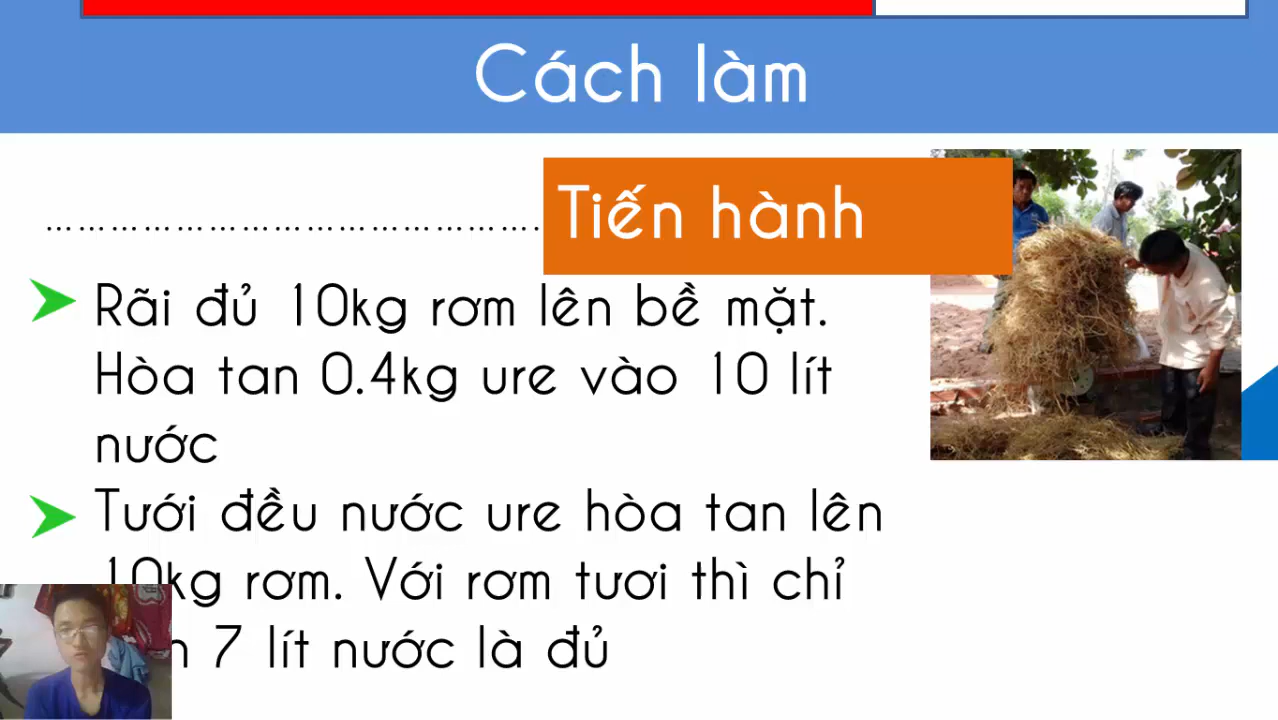 Cách làm
....................................................
Tiến hành
Rãi đủ 10kg rơm lên bề mặt.
Hòa tan 0.4kg ure vào 10 lít
nước
Tưới đều nước ure hòa tan lên
10kg rơm. Với rơm tươi thì chỉ
7 lít nước là đủ